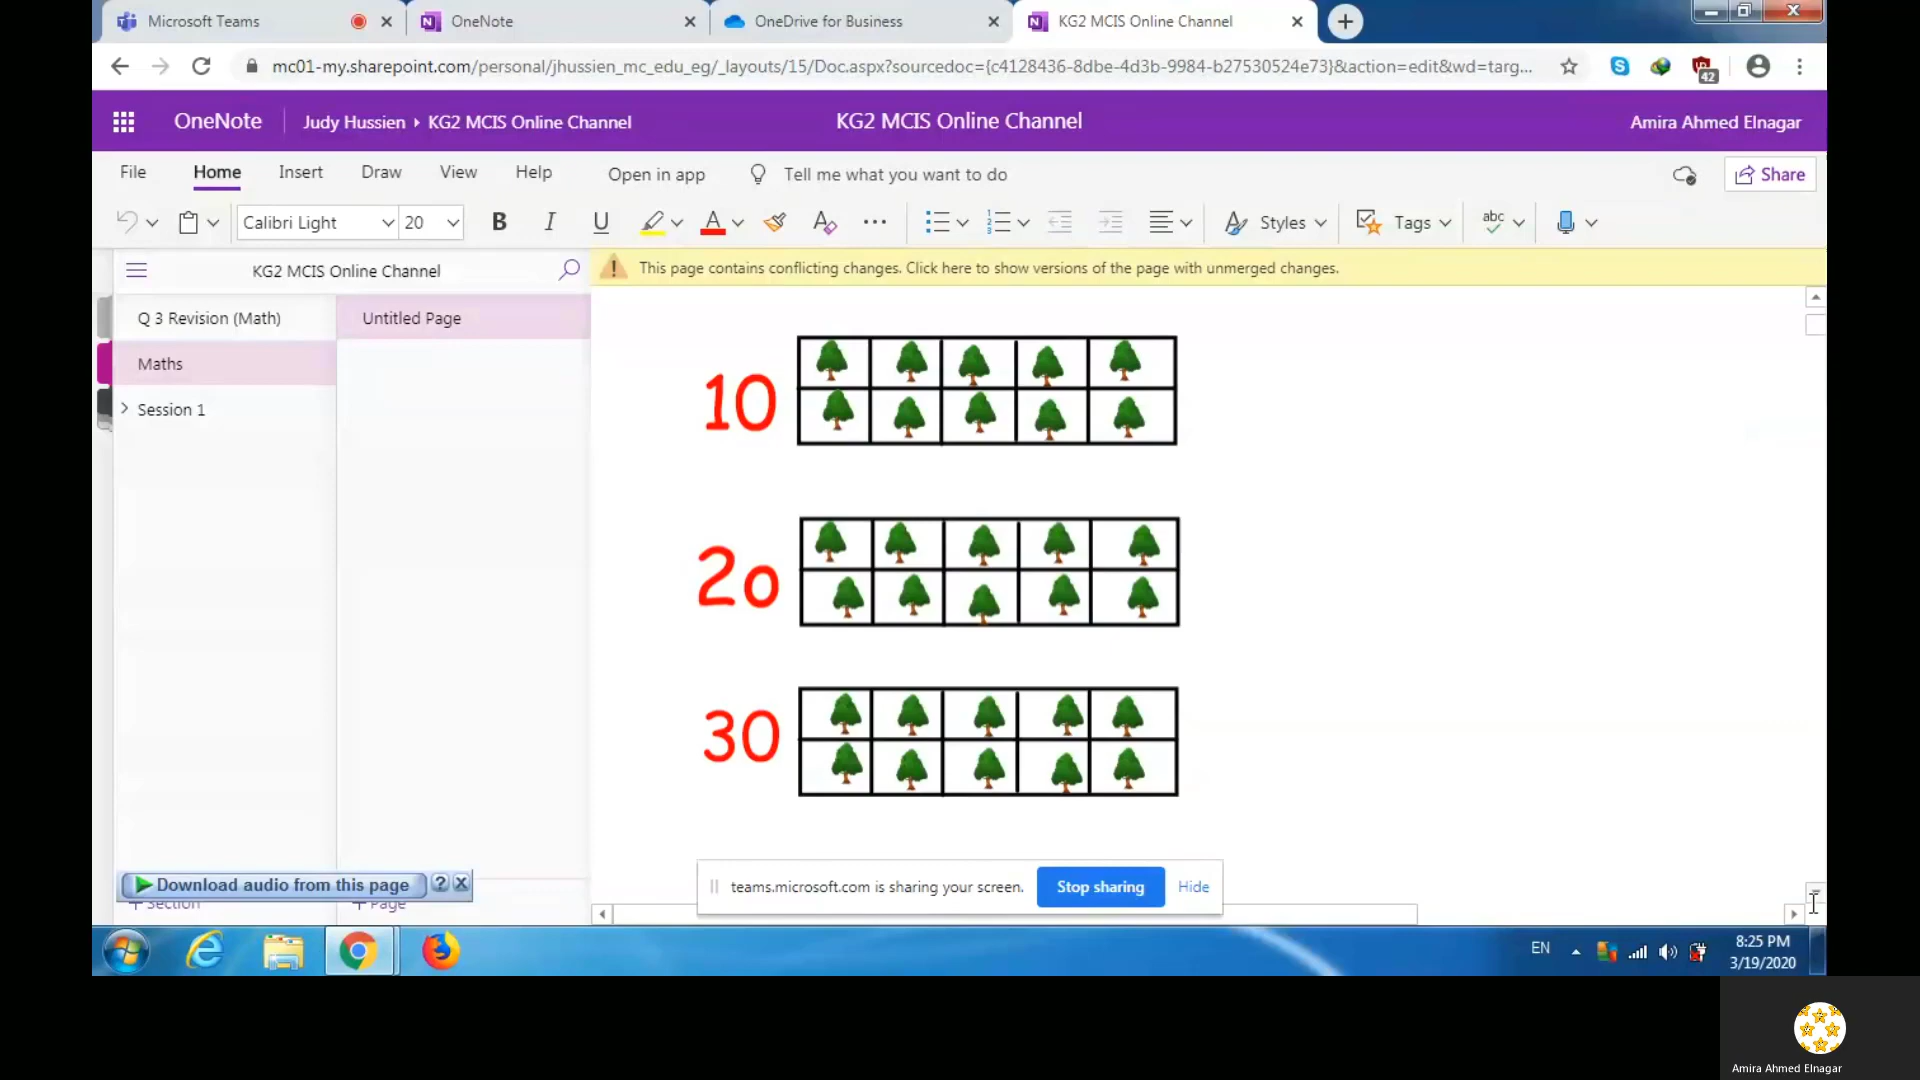 Microsoft Teams
OneNote
OneDrive for Business
KG2 MCIS Online Channel
mc01-my.sharepoint.com/personal/jhussien_mc_edu_eg/_layouts/15/Doc.aspx?sourcedoc={c4128436-8dbe-4d3b-9984-b27530524e73}&action=edit&wd=targ...
42
OneNote
Judy Hussien
KG2 MCIS Online Channel
KG2 MCIS Online Channel
Amira Ahmed Elnagar
File
Home
Insert
Draw
View
Help
Open in app
Tell me what you want to do
Share
Calibri Light
20
B
I
U
A
Styles
Tags
abc
KG2 MCIS Online Channel
This page contains conflicting changes. Click here to show versions of the page with unmerged changes.
Q 3 Revision (Math)
Untitled Page
Maths
Session 1
10
2o
30
Download audio from this page
?
+ Section
+ Page
teams.microsoft.com is sharing your screen.
Stop sharing
Hide
EN
8:25 PM
3/19/2020
Amira Ahmed Elnagar